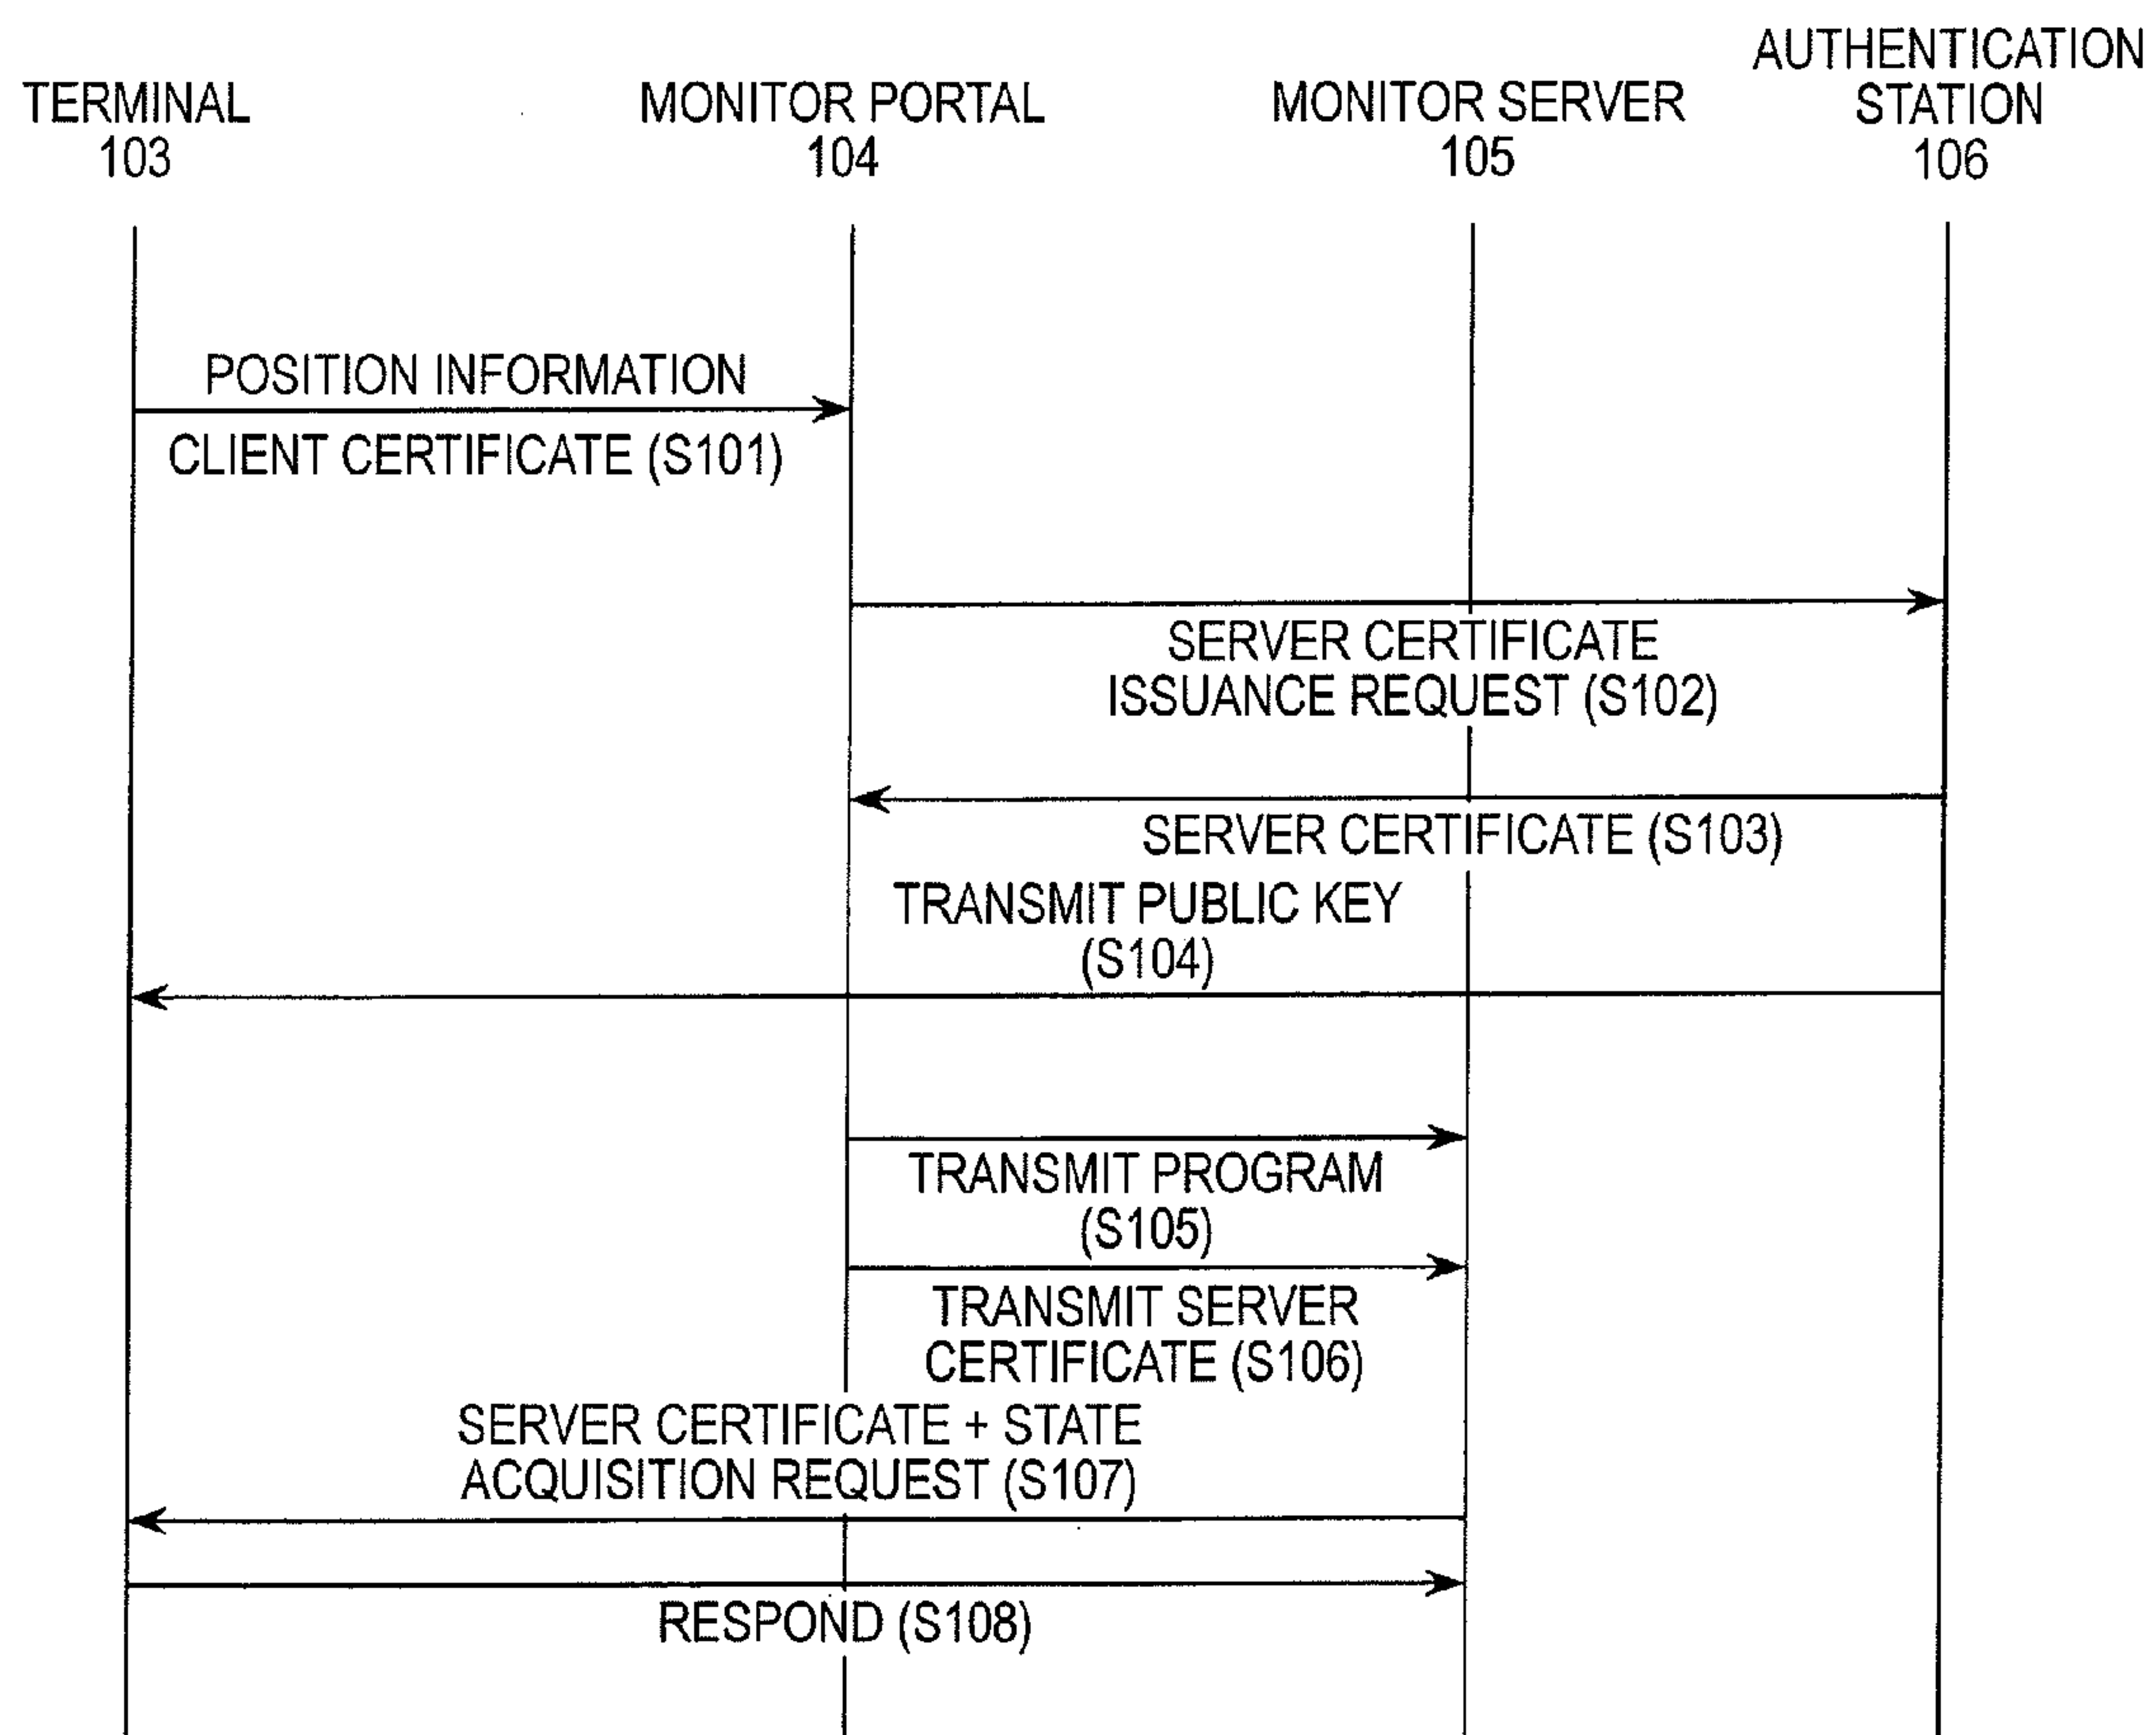 TERMINAL
103
MONITOR PORTAL
104
MONITOR SERVER
105
AUTHENTICATION
STATION
106
POSITION INFORMATION
CLIENT CERTIFICATE (S101)
SERVER CERTIFICATE
ISSUANCE REQUEST (S102)
SERVER CERTIFICATE (S103)
TRANSMIT PUBLIC KEY
(S104)
TRANSMIT PROGRAM
(S105)
TRANSMIT SERVER
CERTIFICATE (S106)
SERVER CERTIFICATE + STATE
ACQUISITION REQUEST (S107)
RESPOND (S108)